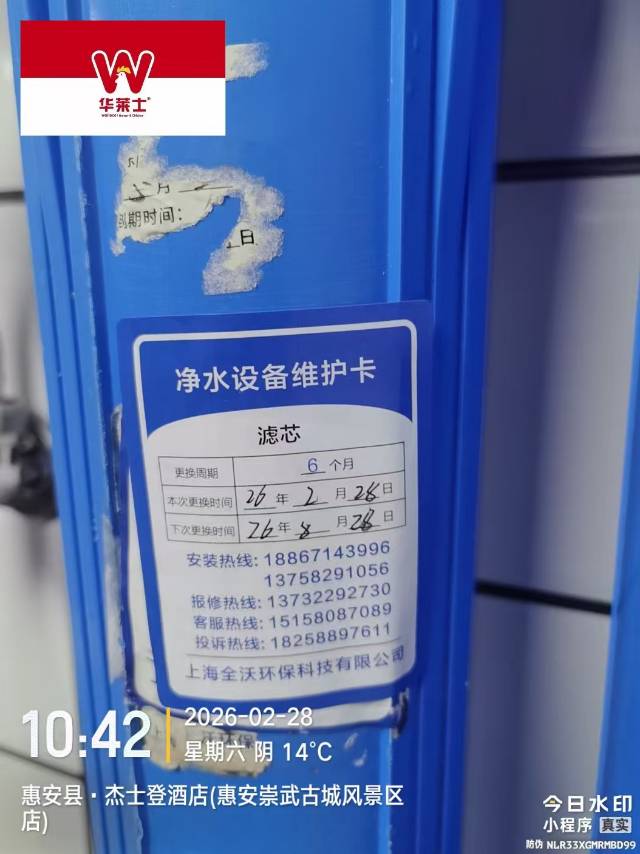 华莱士
月
到期时间:
日
净水设备维护卡
滤芯
更换周期 6 个月
本次更换时间 26 年 2 月 28 日
下次更换时间 26 年 8 月 28 日
安装热线: 18867143996
13758291056
报修热线: 13732292730
客服热线: 15158087089
投诉热线: 18258897611
上海全沃环保科技有限公司
沃环保
10:42
2026-02-28
星期六 阴 14°C
惠安县·杰士登酒店(惠安崇武古城风景区
店)
今日水印
小程序 真实
防伪 NLR33XGMRMBD99